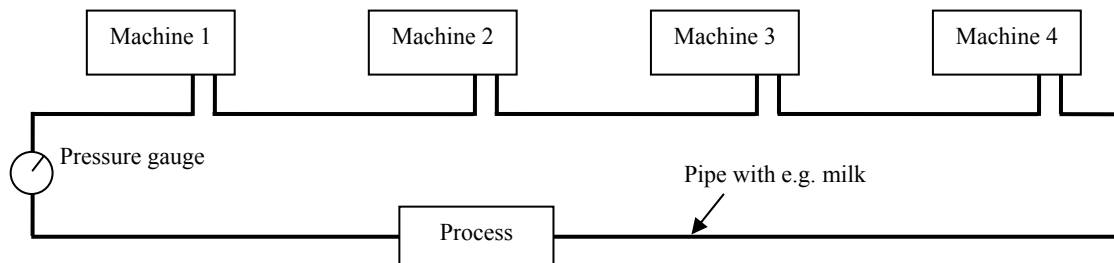 Machine 1
Machine 2
Machine 3
Machine 4
Pressure gauge
Pipe with e.g. milk
Process